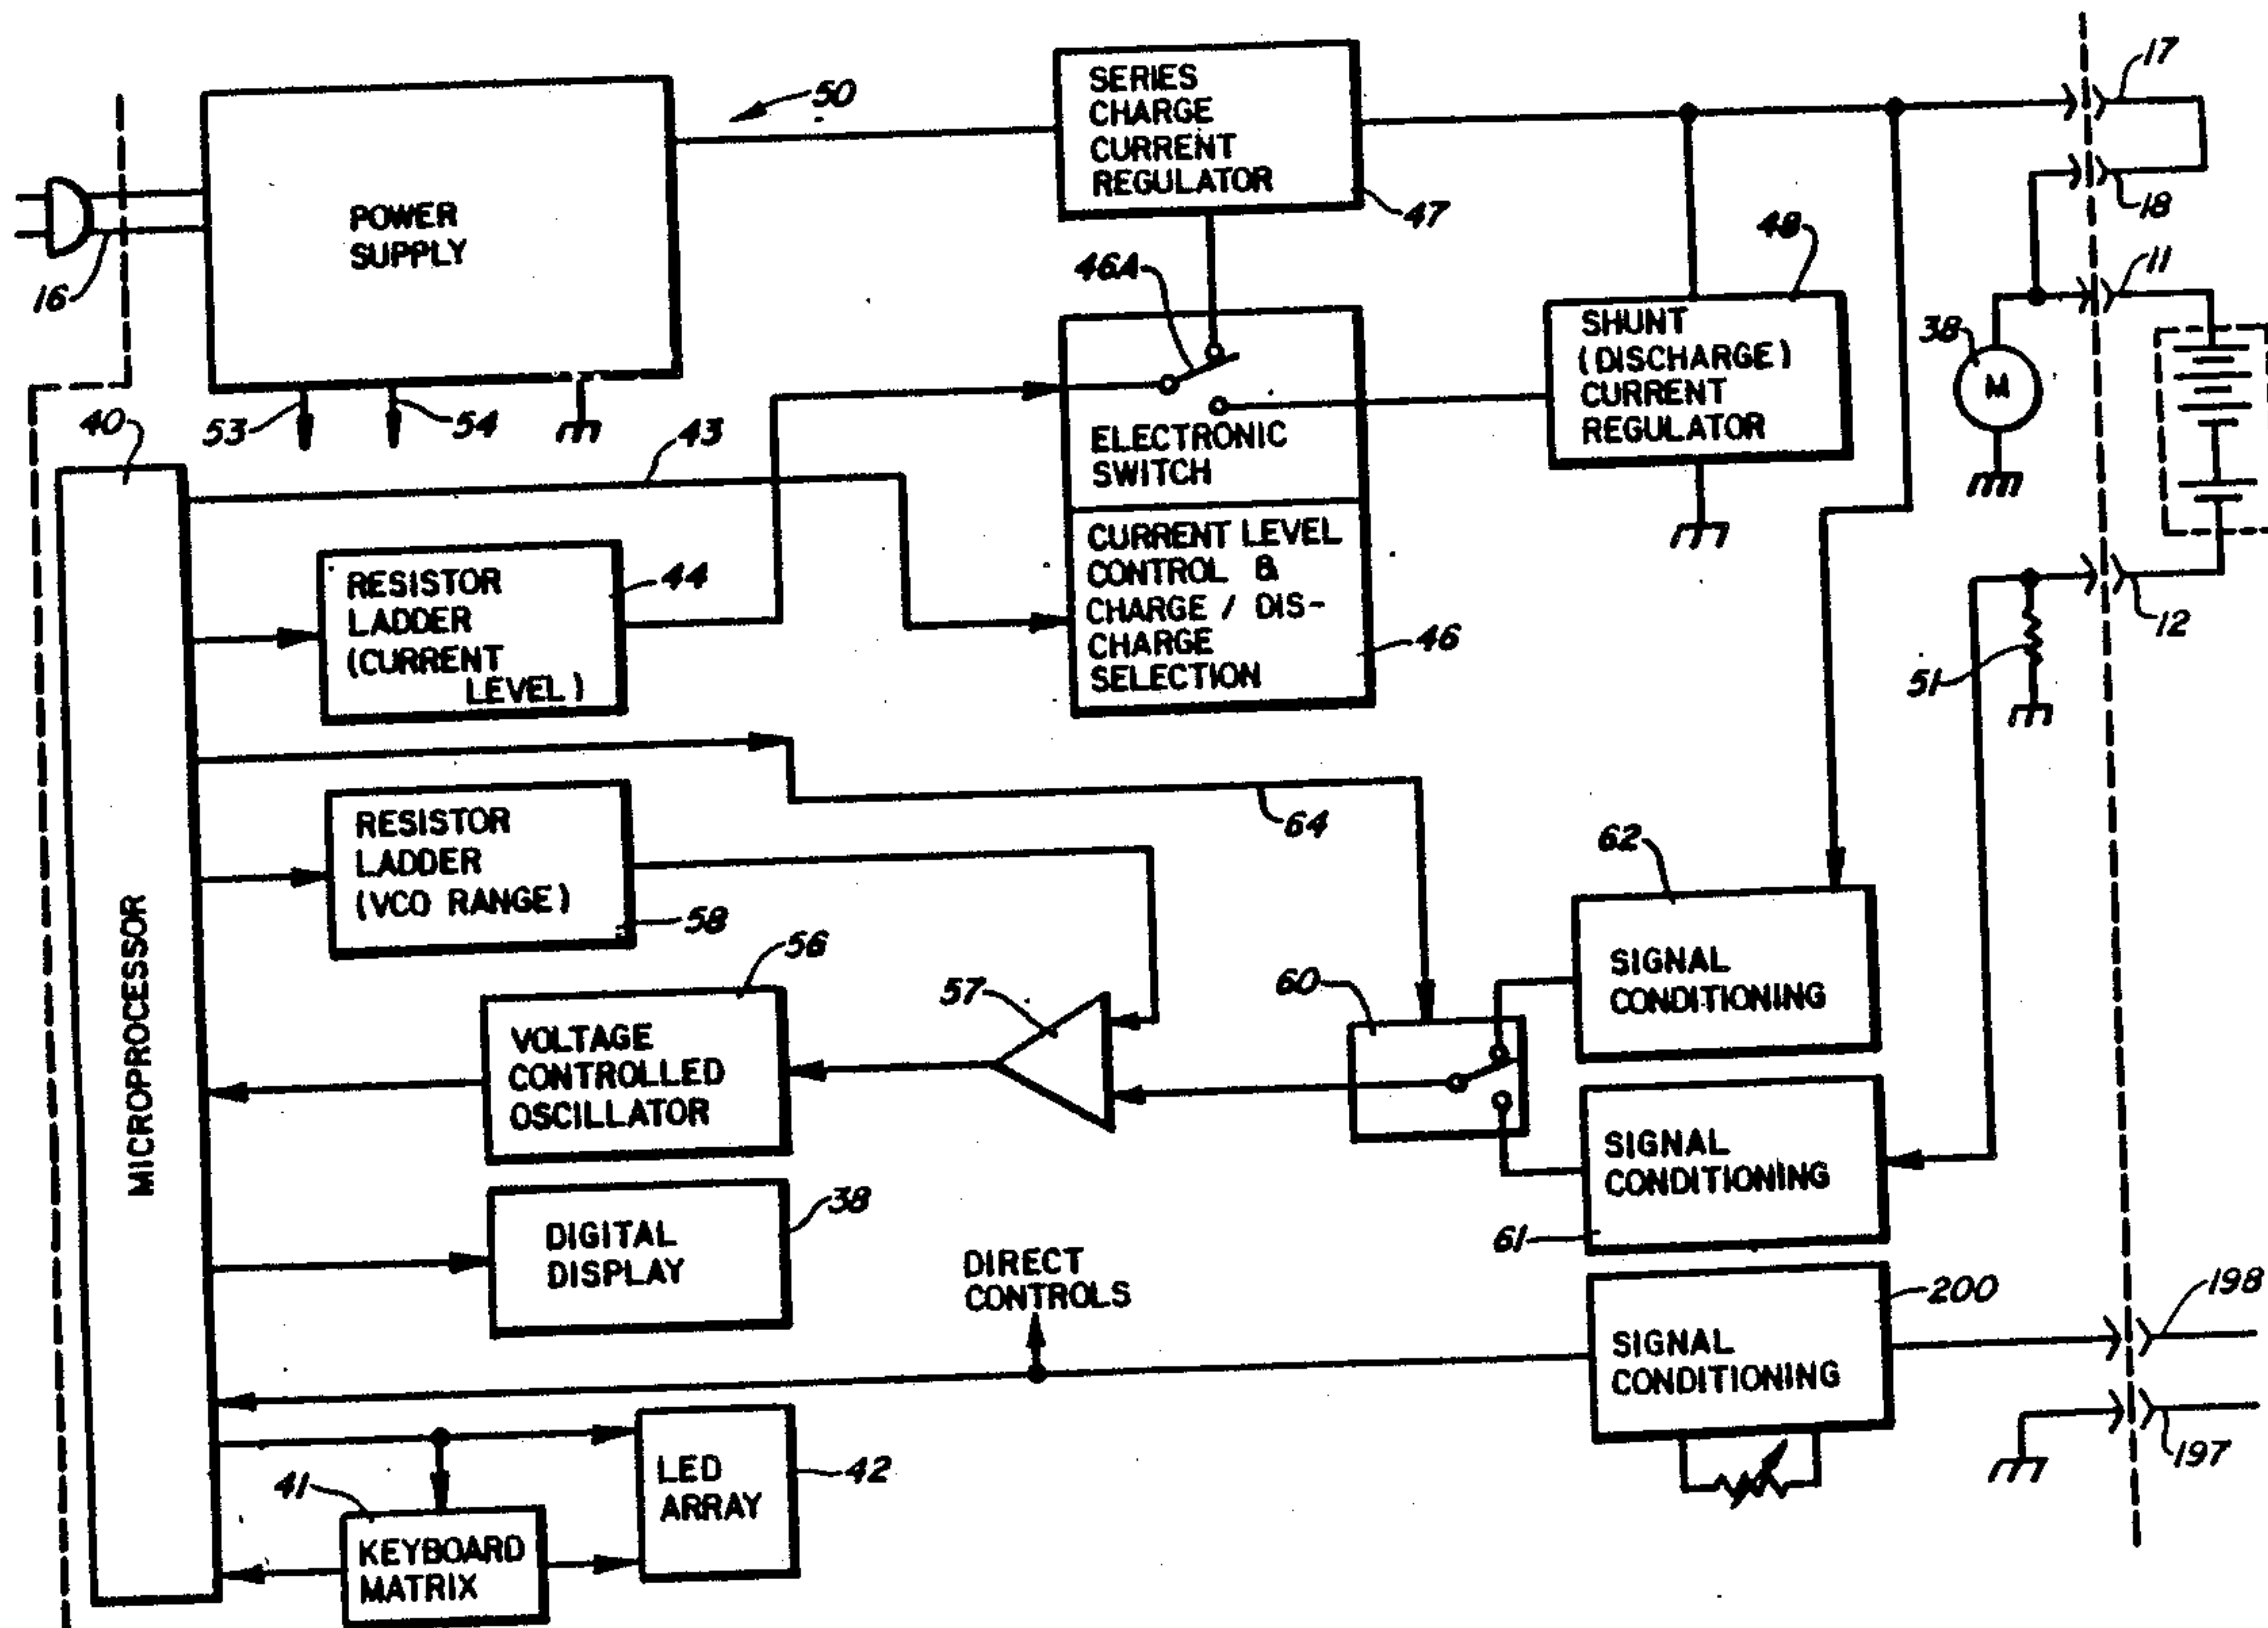 50
SERIES
CHARGE
CURRENT
REGULATOR
47
17
18
POWER
SUPPLY
16
53
54
46A
ELECTRONIC
SWITCH
CURRENT LEVEL
CONTROL &
CHARGE / DIS-
CHARGE
SELECTION
46
48
SHUNT
(DISCHARGE)
CURRENT
REGULATOR
38
M
11
12
51
40
MICROPROCESSOR
43
RESISTOR
LADDER
(CURRENT
LEVEL)
44
64
RESISTOR
LADDER
(VCO RANGE)
58
56
VOLTAGE
CONTROLLED
OSCILLATOR
57
60
62
SIGNAL
CONDITIONING
SIGNAL
CONDITIONING
61
DIGITAL
DISPLAY
38
DIRECT
CONTROLS
SIGNAL
CONDITIONING
200
198
197
41
KEYBOARD
MATRIX
LED
ARRAY
42